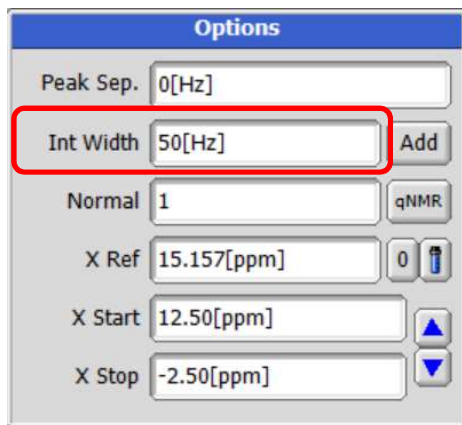 Options
Peak Sep. 0[Hz]
Int Width 50[Hz] Add
Normal 1 qNMR
X Ref 15.157[ppm] 0
X Start 12.50[ppm]
X Stop -2.50[ppm]